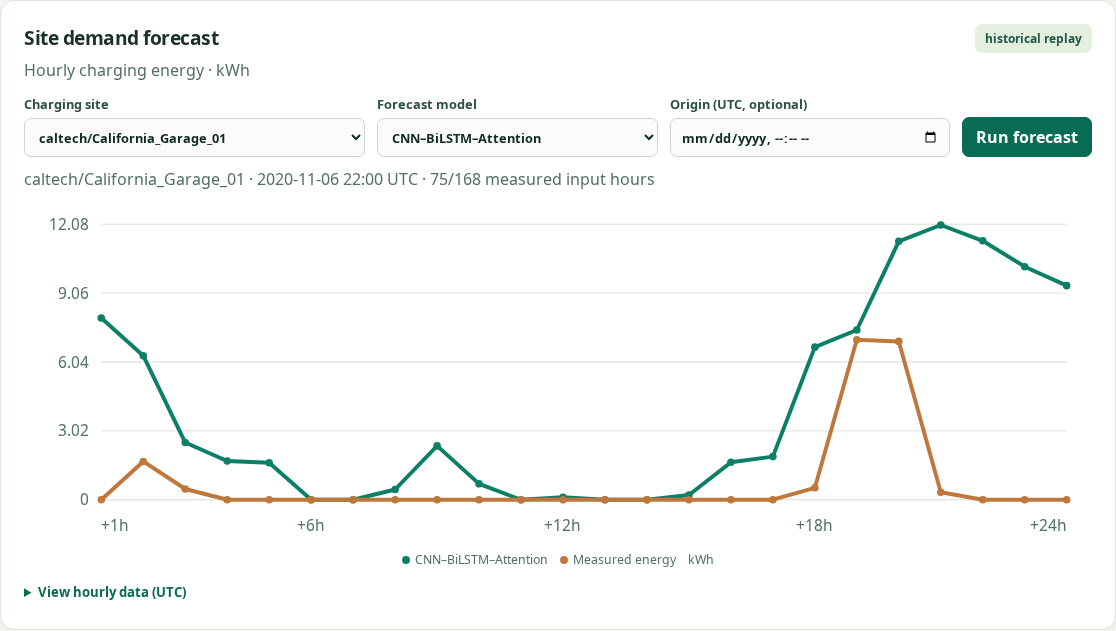 Site demand forecast
historical replay
Hourly charging energy · kWh
Charging site
Forecast model
Origin (UTC, optional)
caltech/California_Garage_01
CNN–BiLSTM–Attention
mm/dd/yyyy, --:-- --
Run forecast
caltech/California_Garage_01 · 2020-11-06 22:00 UTC · 75/168 measured input hours
12.08
9.06
6.04
3.02
0
+1h
+6h
+12h
+18h
+24h
CNN–BiLSTM–Attention
Measured energy
kWh
View hourly data (UTC)